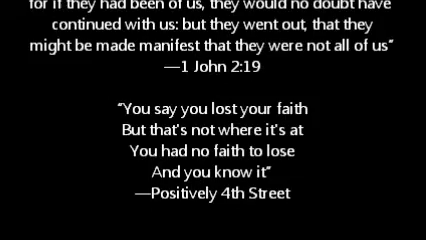 for if they had been of us, they would no doubt have
continued with us: but they went out, that they
might be made manifest that they were not all of us”
—1 John 2:19
“You say you lost your faith
But that's not where it's at
You had no faith to lose
And you know it”
—Positively 4th Street